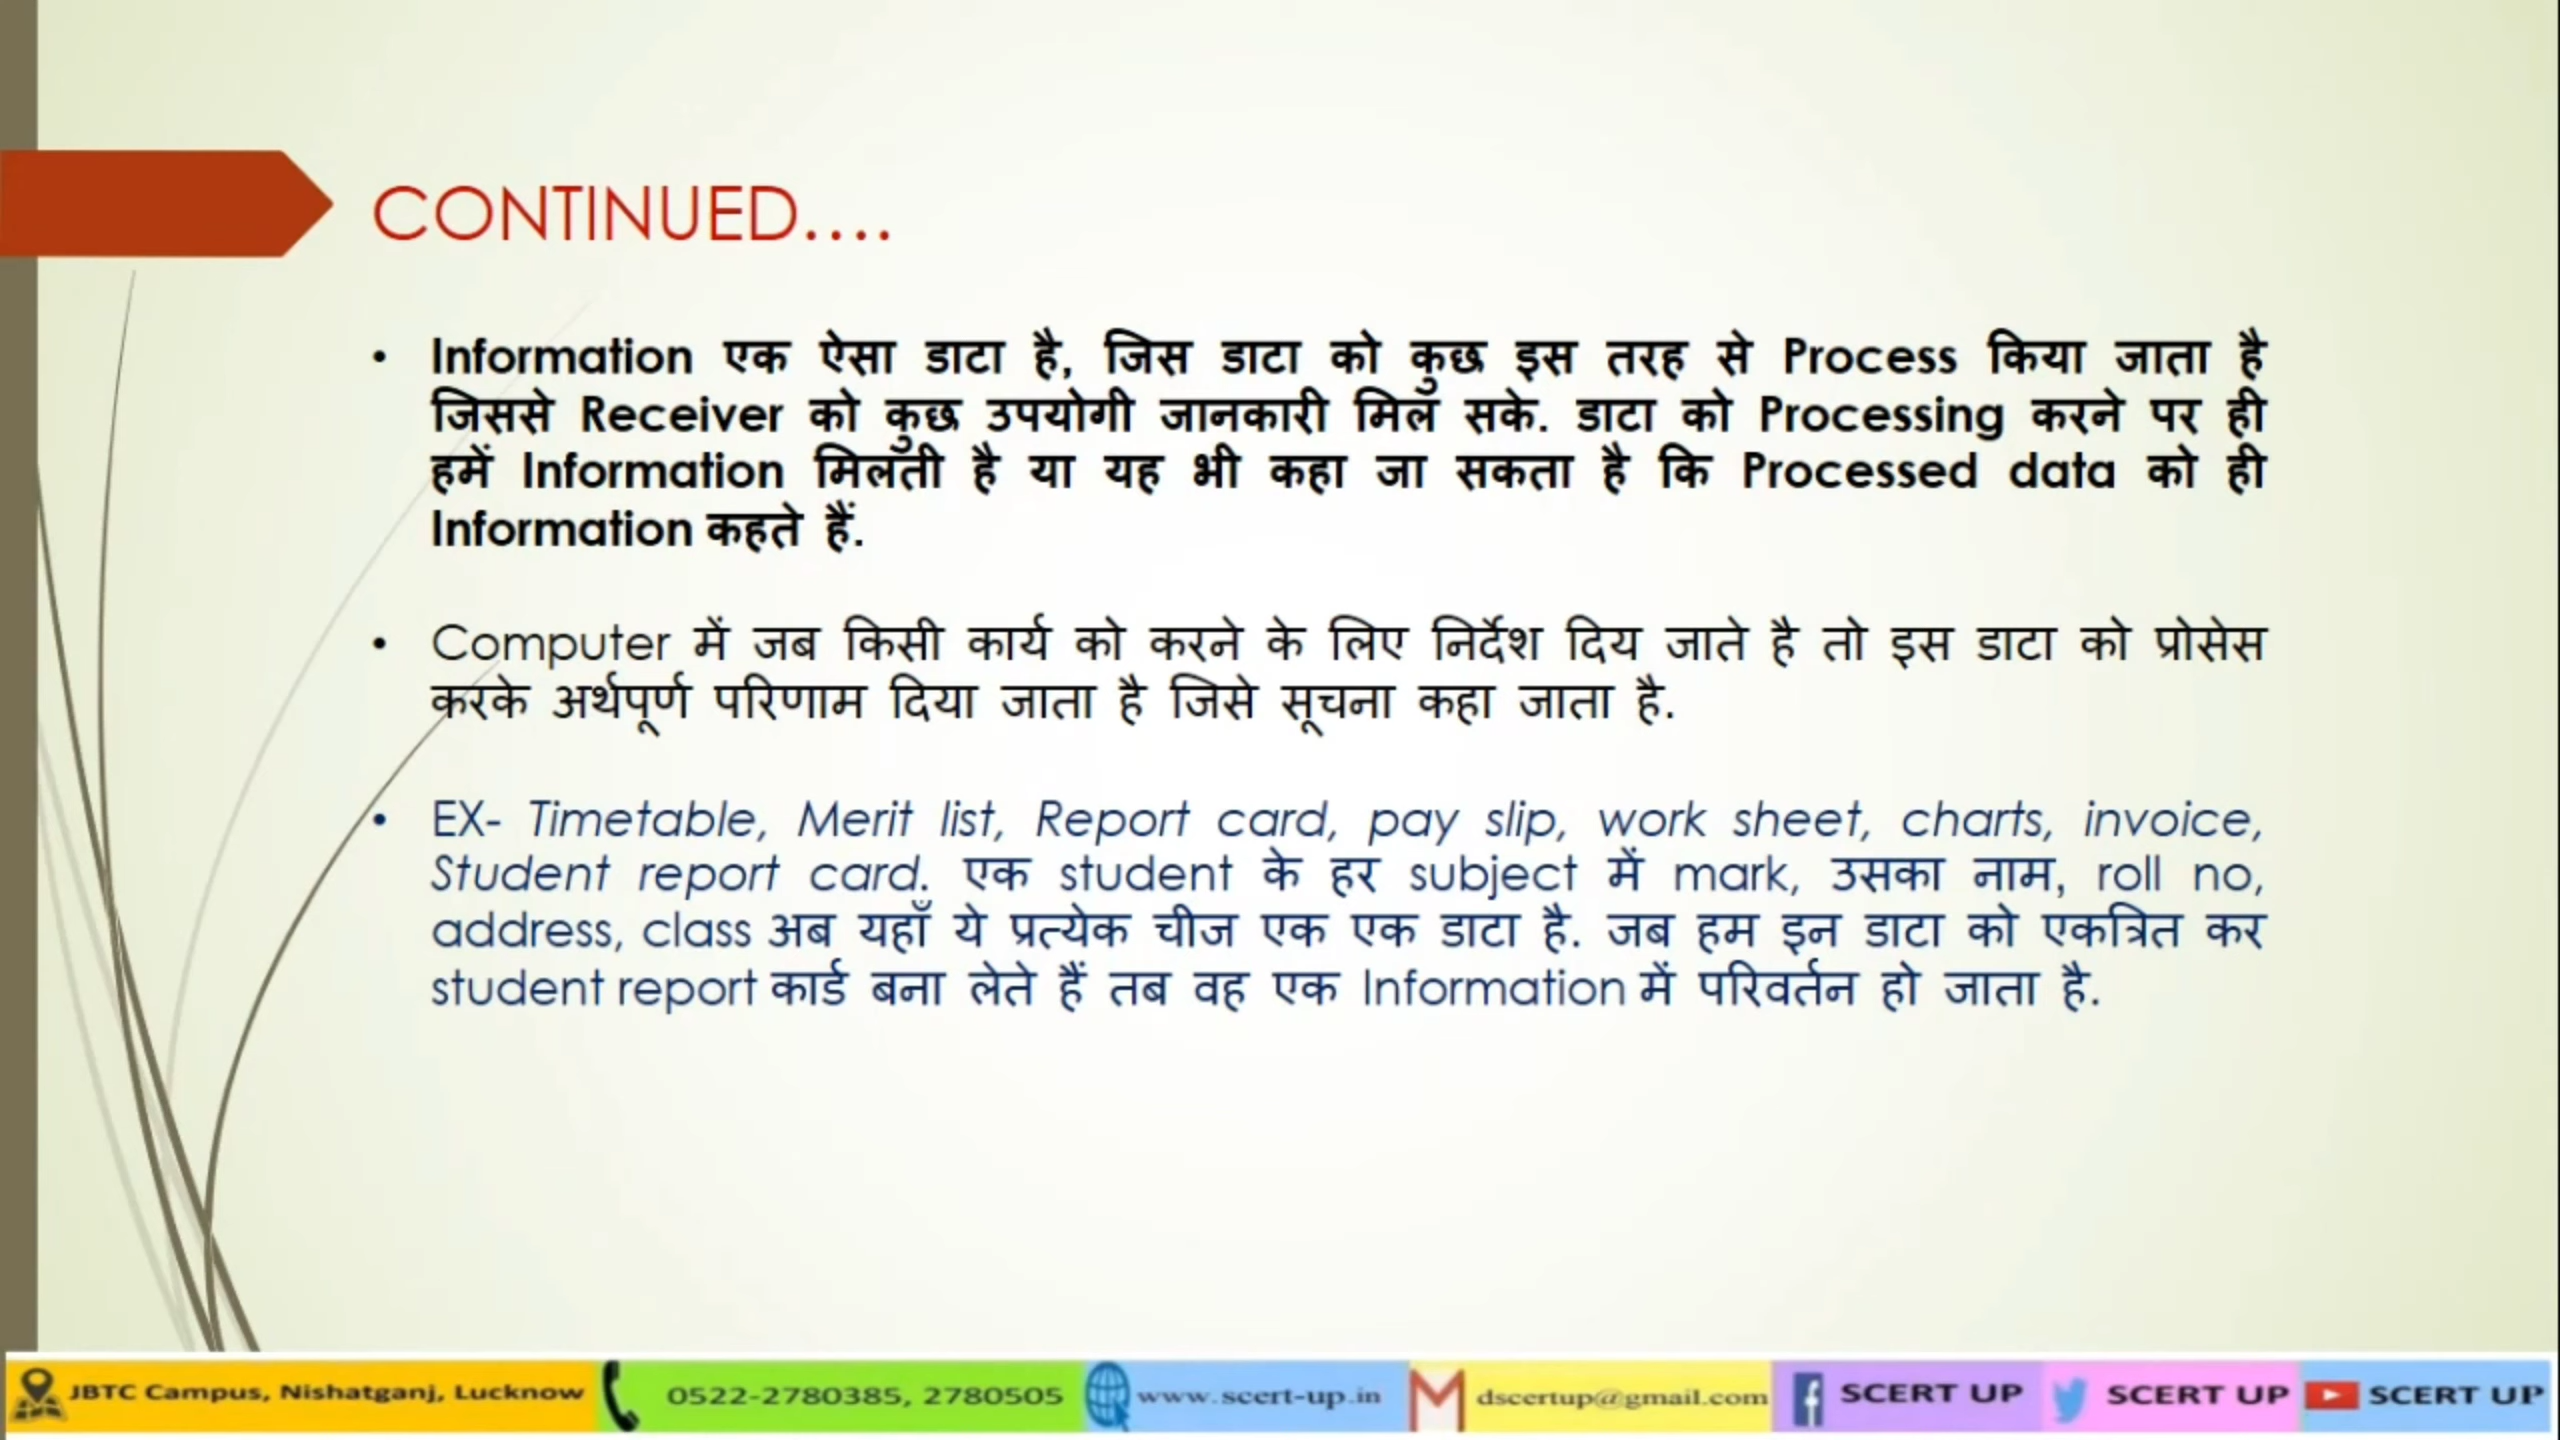 CONTINUED....
• Information एक ऐसा डाटा है, जिस डाटा को कुछ इस तरह से Process किया जाता है
जिससे Receiver को कुछ उपयोगी जानकारी मिल सके. डाटा को Processing करने पर ही
हमें Information मिलती है या यह भी कहा जा सकता है कि Processed data को ही
Information कहते हैं.
• Computer में जब किसी कार्य को करने के लिए निर्देश दिय जाते है तो इस डाटा को प्रोसेस
करके अर्थपूर्ण परिणाम दिया जाता है जिसे सूचना कहा जाता है.
• EX- Timetable, Merit list, Report card, pay slip, work sheet, charts, invoice,
Student report card. एक student के हर subject में mark, उसका नाम, roll no,
address, class अब यहाँ ये प्रत्येक चीज एक एक डाटा है. जब हम इन डाटा को एकत्रित कर
student report कार्ड बना लेते हैं तब वह एक Information में परिवर्तन हो जाता है.
JBTC Campus, Nishatganj, Lucknow 0522-2780385, 2780505 www.scert-up.in dscertup@gmail.com SCERT UP SCERT UP SCERT UP